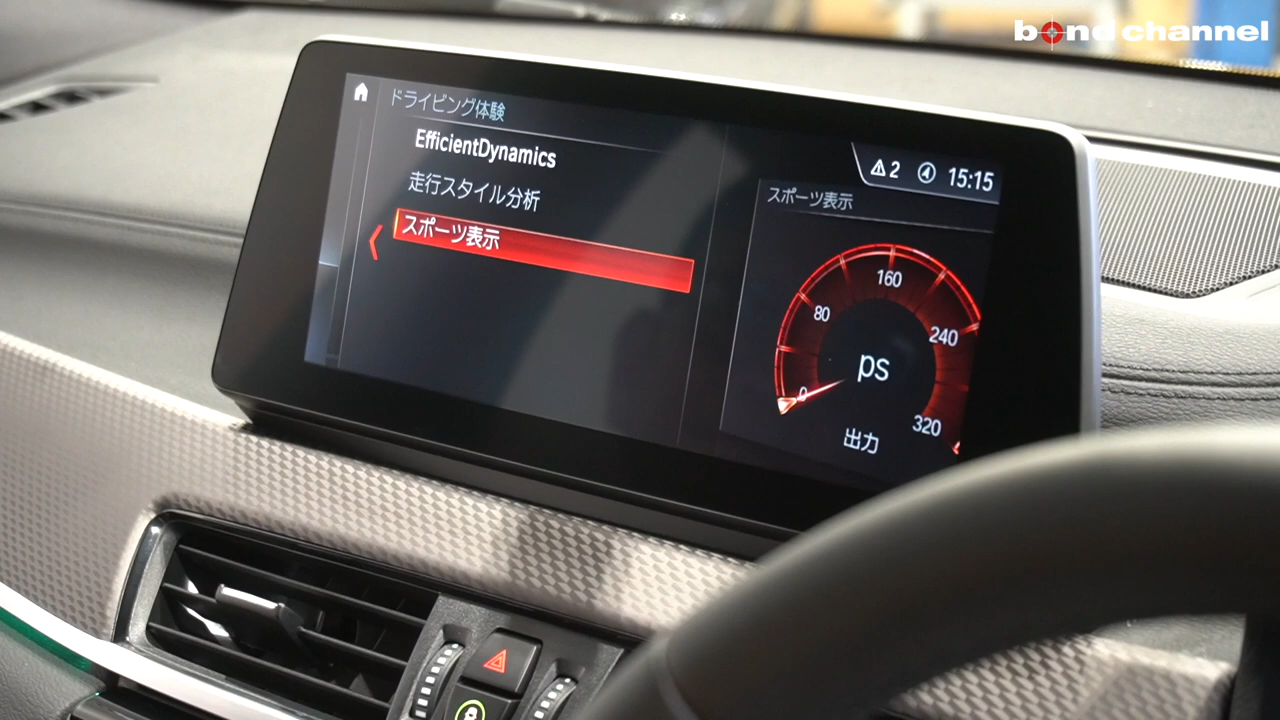 bond channel
ドライビング体験
EfficientDynamics
走行スタイル分析
スポーツ表示
2 15:15
スポーツ表示
0
80
160
240
320
ps
出力